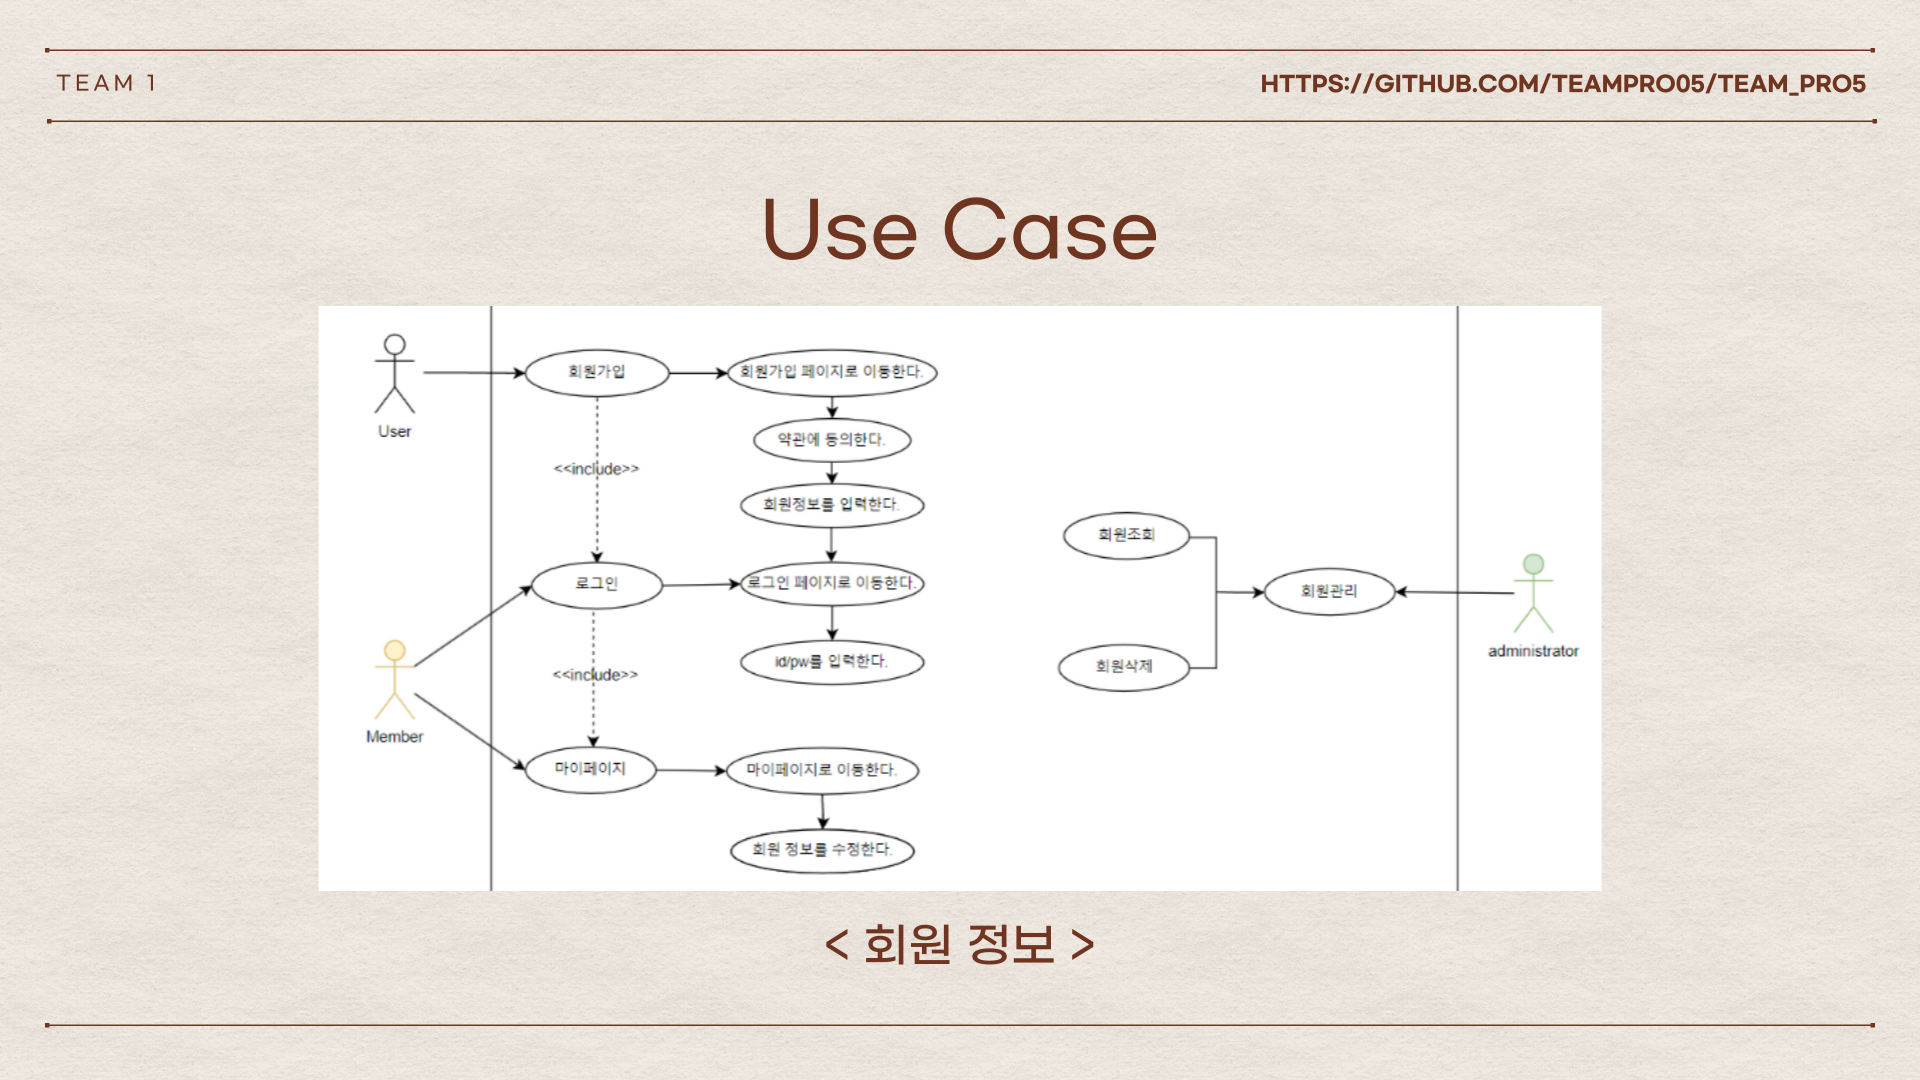 TEAM 1
HTTPS://GITHUB.COM/TEAMPRO05/TEAM_PRO5
Use Case
User
회원가입
회원가입 페이지로 이동한다.
약관에 동의한다.
<<include>>
회원정보를 입력한다.
로그인
로그인 페이지로 이동한다.
id/pw를 입력한다.
<<include>>
Member
마이페이지
마이페이지로 이동한다.
회원 정보를 수정한다.
회원조회
회원관리
회원삭제
administrator
< 회원 정보 >